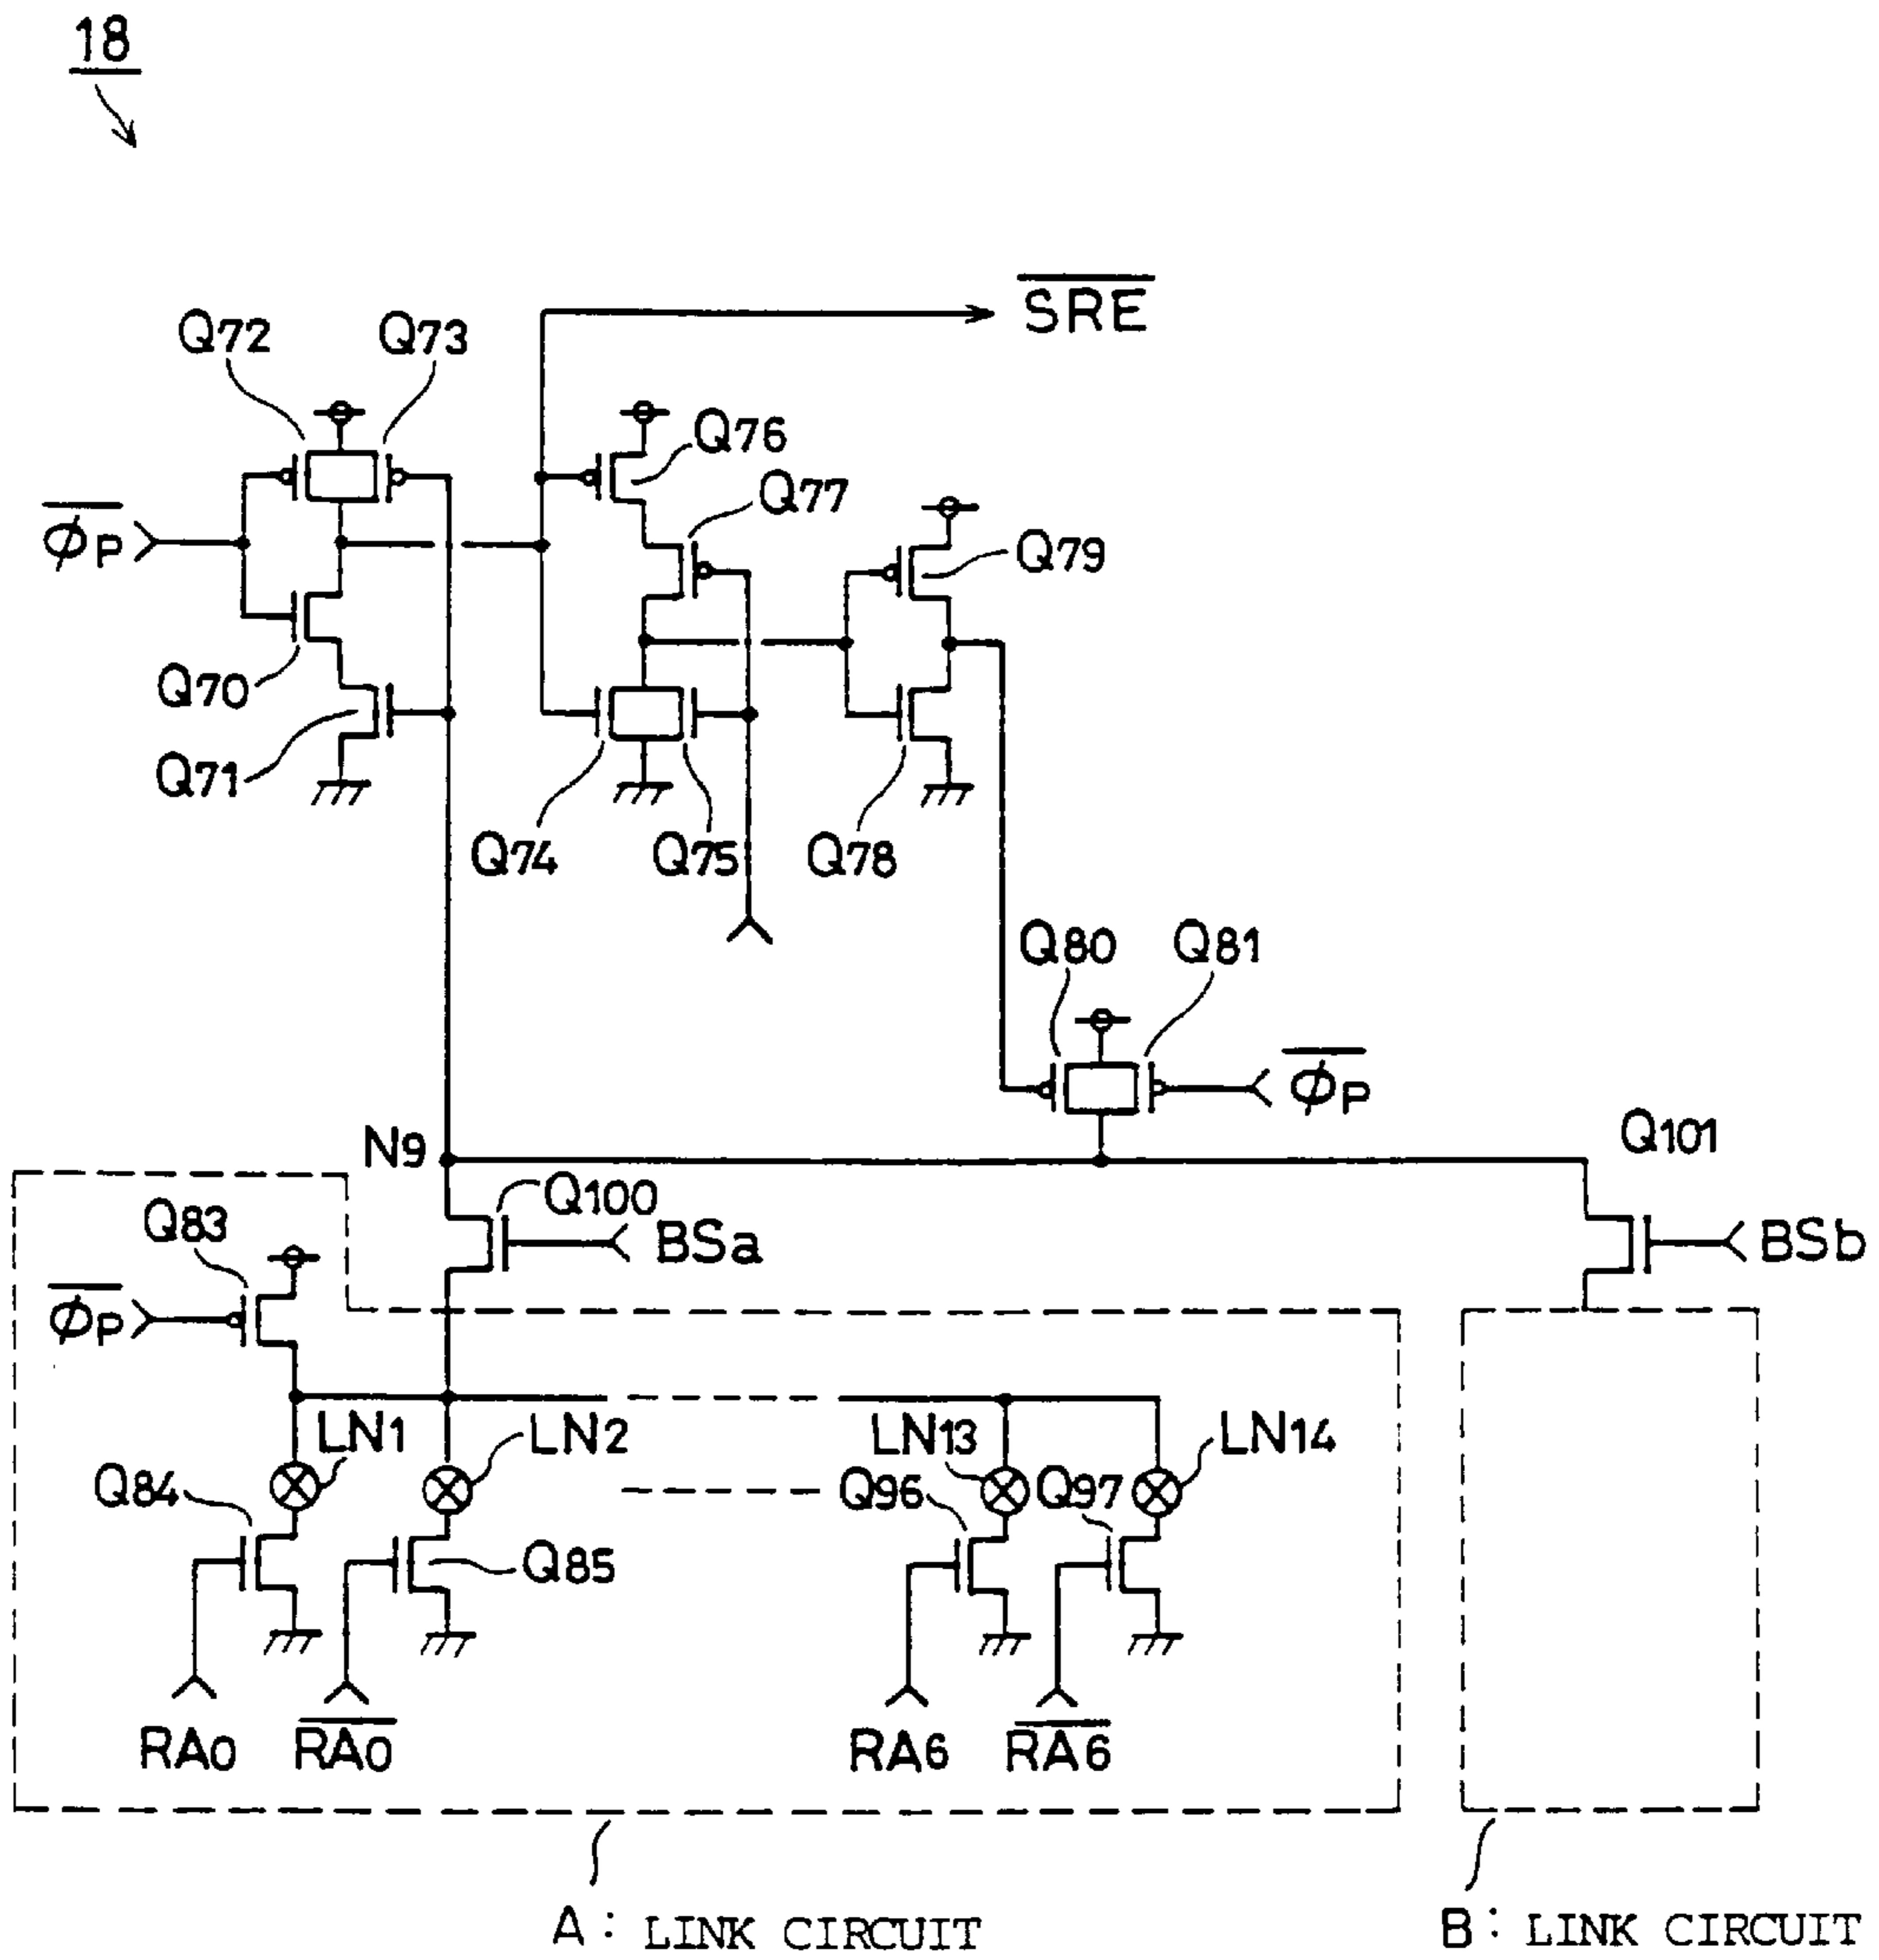 18
SRE
Q72
Q73
Q76
Q77
φP
Q79
Q70
Q71
Q74
Q75
Q78
Q80
Q81
φP
N9
Q101
Q100
Q83
BSa
BSb
φP
LN1
LN2
LN13
LN14
Q84
Q96
Q97
Q85
RA0
RA0
RA6
RA6
A: LINK CIRCUIT
B: LINK CIRCUIT